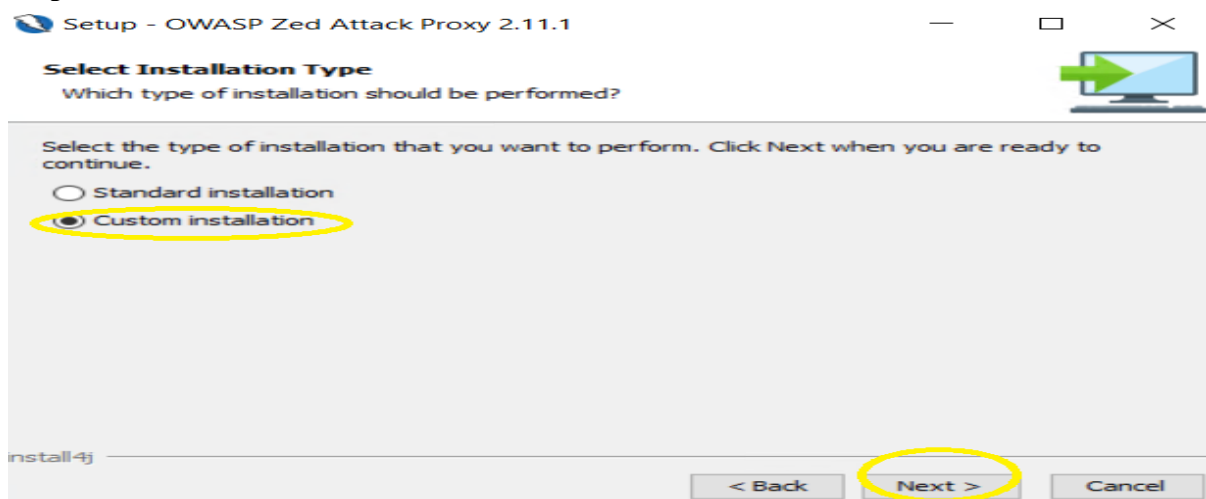 Setup - OWASP Zed Attack Proxy 2.11.1
Select Installation Type
Which type of installation should be performed?
Select the type of installation that you want to perform. Click Next when you are ready to
continue.
Standard installation
Custom installation
install4j
< Back Next > Cancel